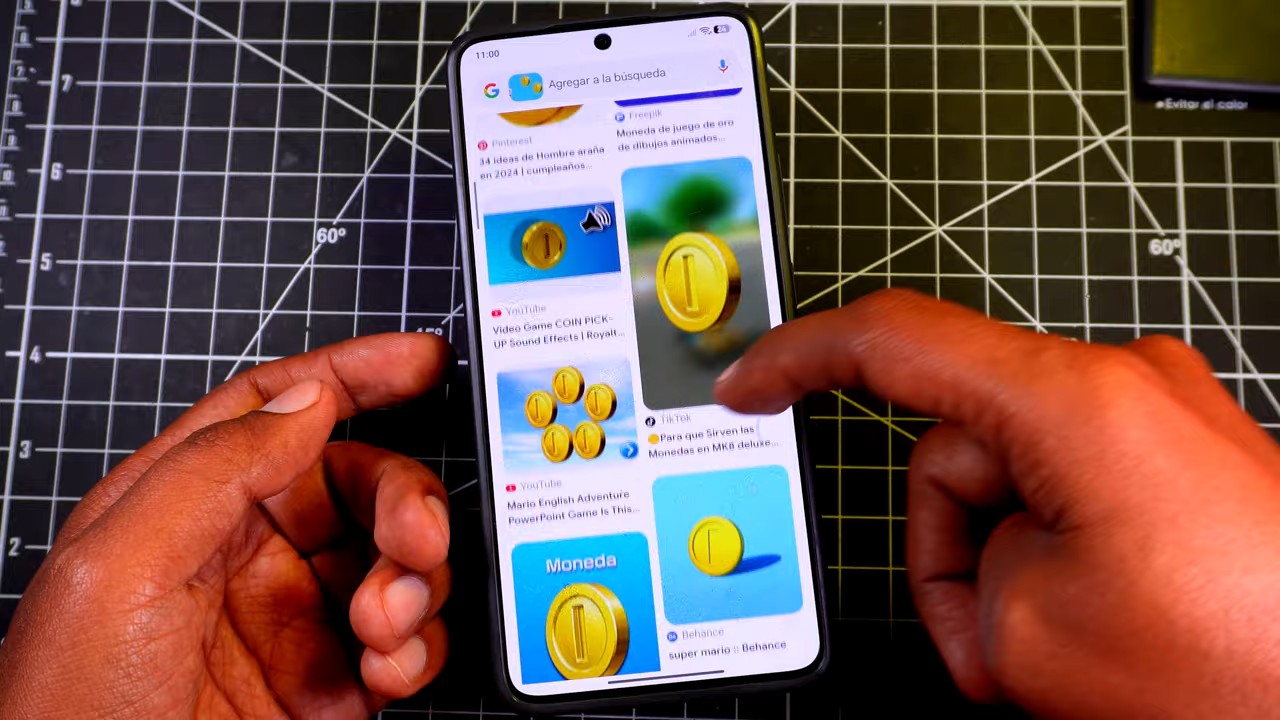 11:00
24
G
Agregar a la búsqueda
Pinterest
34 ideas de Hombre araña
en 2024 | cumpleaños...
Freepik
Moneda de juego de oro
de dibujos animados...
YouTube
Video Game COIN PICK-
UP Sound Effects | Royalt...
TikTok
Para que Sirven las
Monedas en MK8 deluxe...
YouTube
Mario English Adventure
PowerPoint Game Is This...
Moneda
Behance
super mario :: Behance
Evitar el calor
7
6
5
4
3
2
60°
60°